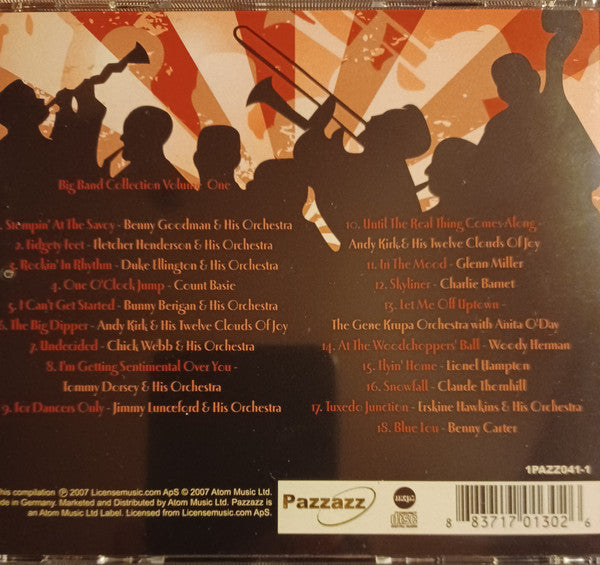 Big Band Collection Volume One
1. Stompin' At The Savoy - Benny Goodman & His Orchestra
2. Fidgety Feet - Fletcher Henderson & His Orchestra
3. Rockin' In Rhythm - Duke Ellington & His Orchestra
4. One O'Clock Jump - Count Basie
5. I Can't Get Started - Bunny Berigan & His Orchestra
6. The Big Dipper - Andy Kirk & His Twelve Clouds Of Joy
7. Undecided - Chick Webb & His Orchestra
8. I'm Getting Sentimental Over You -
Tommy Dorsey & His Orchestra
9. For Dancers Only - Jimmy Lunceford & His Orchestra
10. Until The Real Thing Comes Along -
Andy Kirk & His Twelve Clouds Of Joy
11. In The Mood - Glenn Miller
12. Skyliner - Charlie Barnet
13. Let Me Off Uptown -
The Gene Krupa Orchestra with Anita O'Day
14. At The Woodchoppers' Ball - Woody Herman
15. Flyin' Home - Lionel Hampton
16. Snowfall - Claude Thornhill
17. Tuxedo Junction - Erskine Hawkins & His Orchestra
18. Blue Lou - Benny Carter
This compilation ℗ 2007 Licensemusic.com ApS © 2007 Atom Music Ltd.
Made in Germany. Marketed and Distributed by Atom Music Ltd. Pazzazz is
an Atom Music Ltd Label. Licensed from Licensemusic.com ApS.
Pazzazz
1PAZZ041-1
8 83717 01302 6